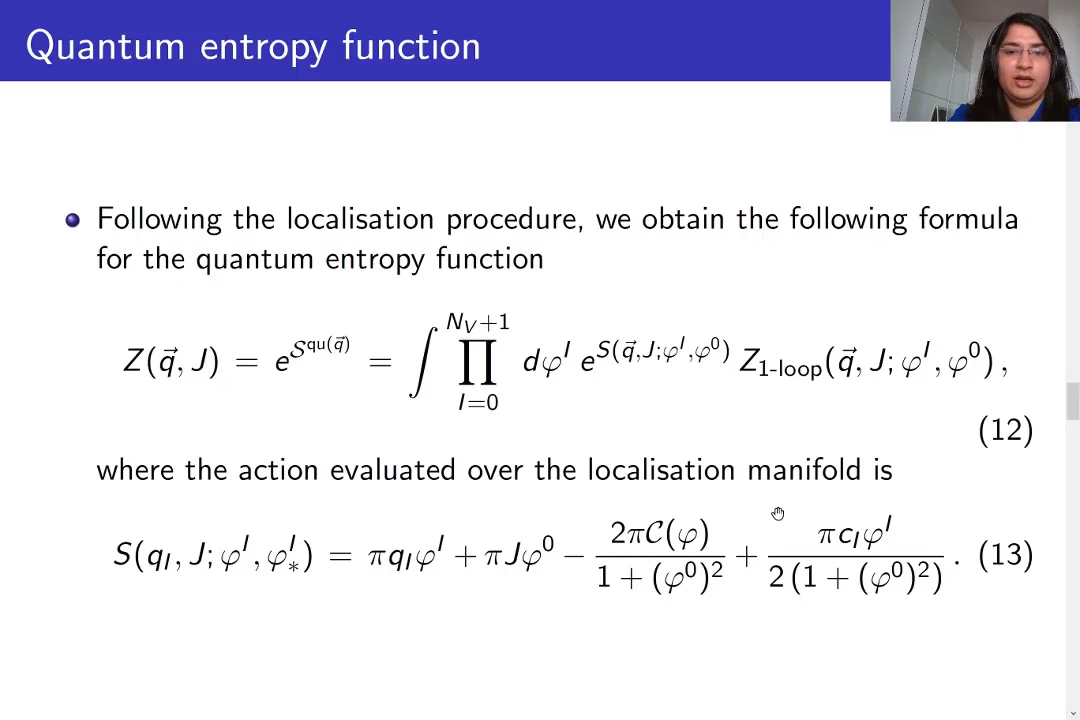 Quantum entropy function
Following the localisation procedure, we obtain the following formula
for the quantum entropy function
Z(q⃗, J) = e^{𝒮^{qu(q⃗)}} = ∫ ∏_{I=0}^{N_V+1} dφ^I e^{S(q⃗,J;φ^I,φ^0)} Z_{1-loop}(q⃗, J; φ^I, φ^0) ,
(12)
where the action evaluated over the localisation manifold is
S(q_I, J; φ^I, φ^I_*) = πq_Iφ^I + πJφ^0 − \frac{2π𝒞(φ)}{1 + (φ^0)^2} + \frac{πc_Iφ^I}{2 (1 + (φ^0)^2)} . (13)